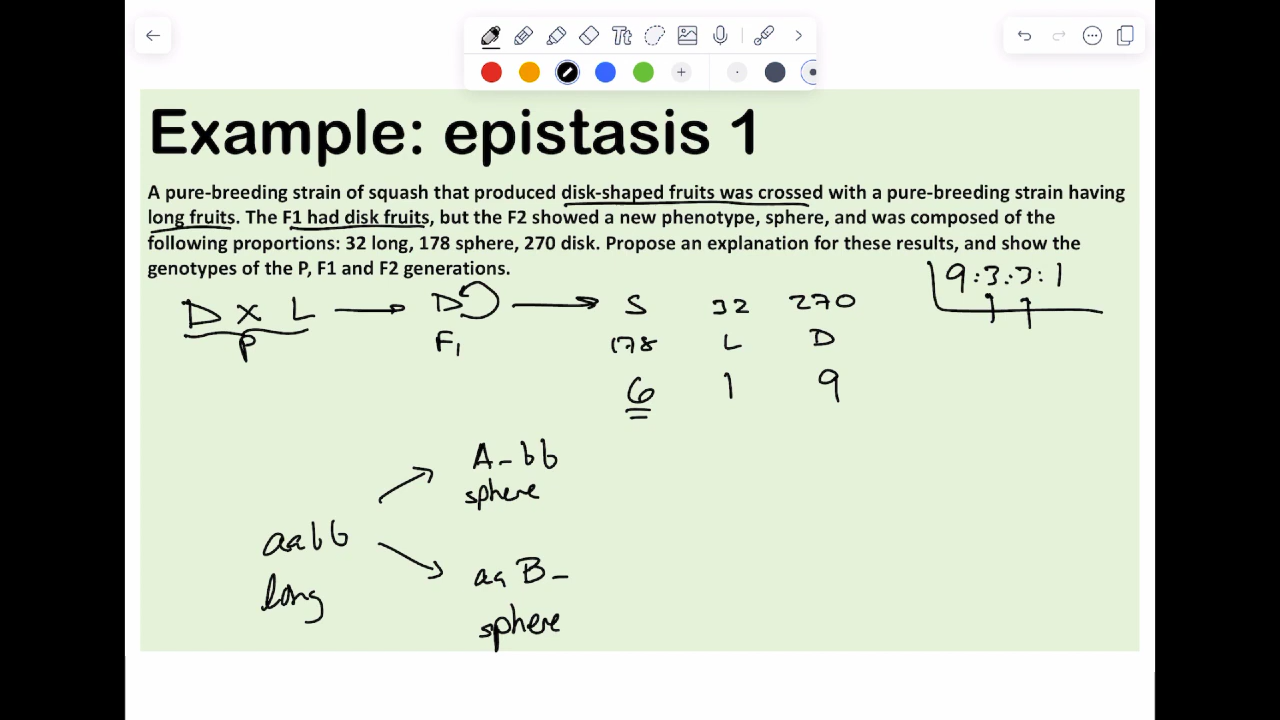 Tt
Example: epistasis 1
A pure-breeding strain of squash that produced disk-shaped fruits was crossed with a pure-breeding strain having
long fruits. The F1 had disk fruits, but the F2 showed a new phenotype, sphere, and was composed of the
following proportions: 32 long, 178 sphere, 270 disk. Propose an explanation for these results, and show the
genotypes of the P, F1 and F2 generations.
9:3:3:1
D x L D S 32 270
P F1 178 L D
6 1 9
A-bb
sphere
aabb
long
aaB-
sphere